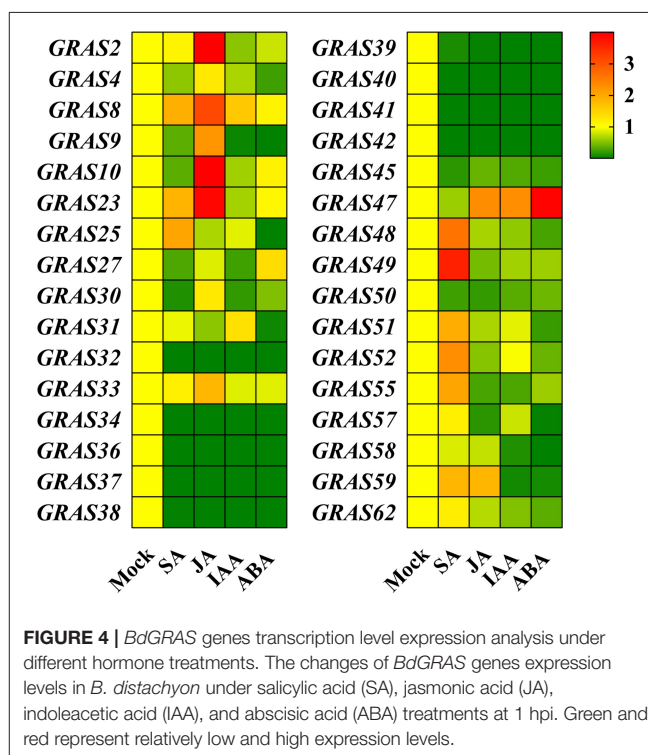 GRAS2
GRAS4
GRAS8
GRAS9
GRAS10
GRAS23
GRAS25
GRAS27
GRAS30
GRAS31
GRAS32
GRAS33
GRAS34
GRAS36
GRAS37
GRAS38
Mock SA JA IAA ABA
GRAS39
GRAS40
GRAS41
GRAS42
GRAS45
GRAS47
GRAS48
GRAS49
GRAS50
GRAS51
GRAS52
GRAS55
GRAS57
GRAS58
GRAS59
GRAS62
Mock SA JA IAA ABA
3
2
1
FIGURE 4 | BdGRAS genes transcription level expression analysis under
different hormone treatments. The changes of BdGRAS genes expression
levels in B. distachyon under salicylic acid (SA), jasmonic acid (JA),
indoleacetic acid (IAA), and abscisic acid (ABA) treatments at 1 hpi. Green and
red represent relatively low and high expression levels.